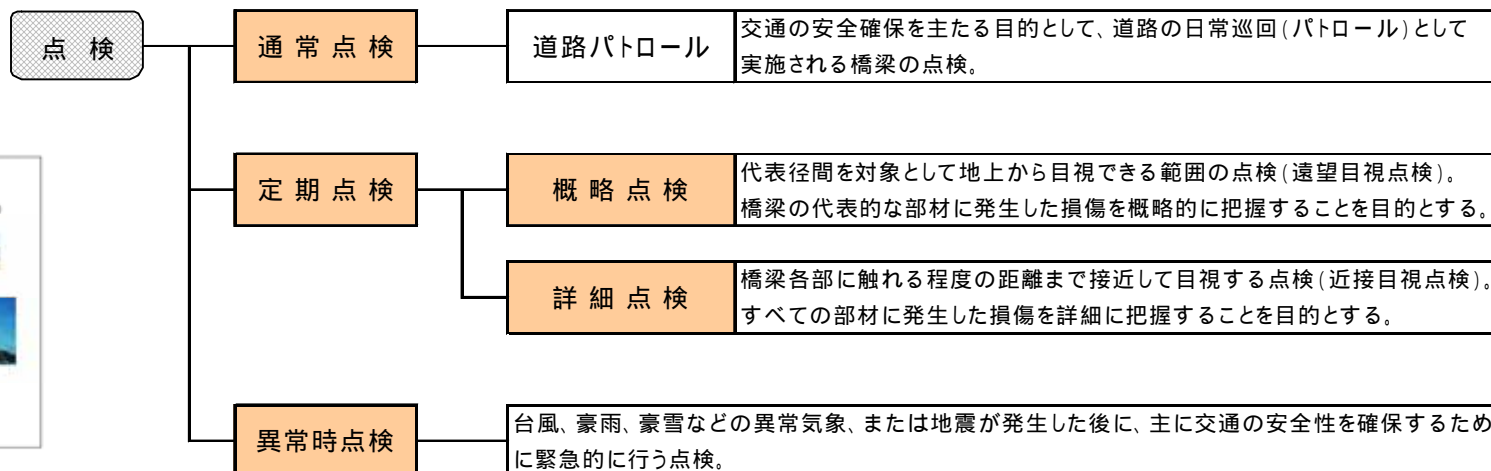 点 検
通 常 点 検
道路パトロール
交通の安全確保を主たる目的として、道路の日常巡回(パトロール)として
実施される橋梁の点検。
定 期 点 検
概 略 点 検
代表径間を対象として地上から目視できる範囲の点検(遠望目視点検)。
橋梁の代表的な部材に発生した損傷を概略的に把握することを目的とする。
詳 細 点 検
橋梁各部に触れる程度の距離まで接近して目視する点検(近接目視点検)。
すべての部材に発生した損傷を詳細に把握することを目的とする。
異常時点検
台風、豪雨、豪雪などの異常気象、または地震が発生した後に、主に交通の安全性を確保するため
に緊急的に行う点検。